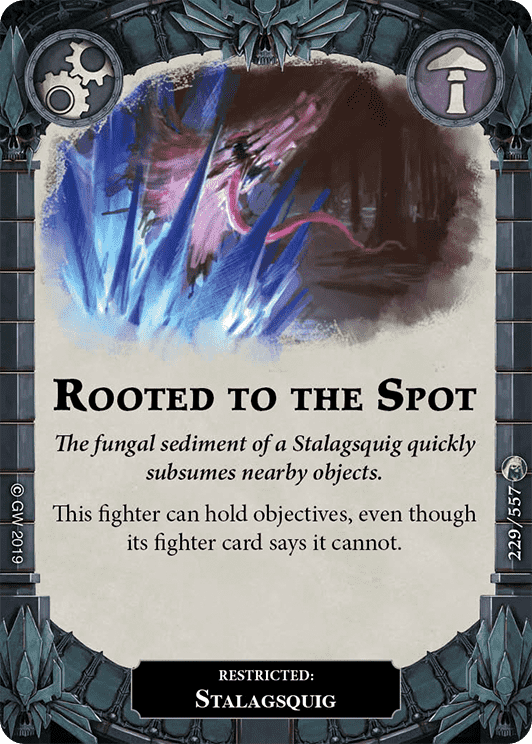 ROOTED TO THE SPOT
The fungal sediment of a Stalagsquig quickly
subsumes nearby objects.
This fighter can hold objectives, even though
its fighter card says it cannot.
© GW 2019
229/557
RESTRICTED:
STALAGSQUIG